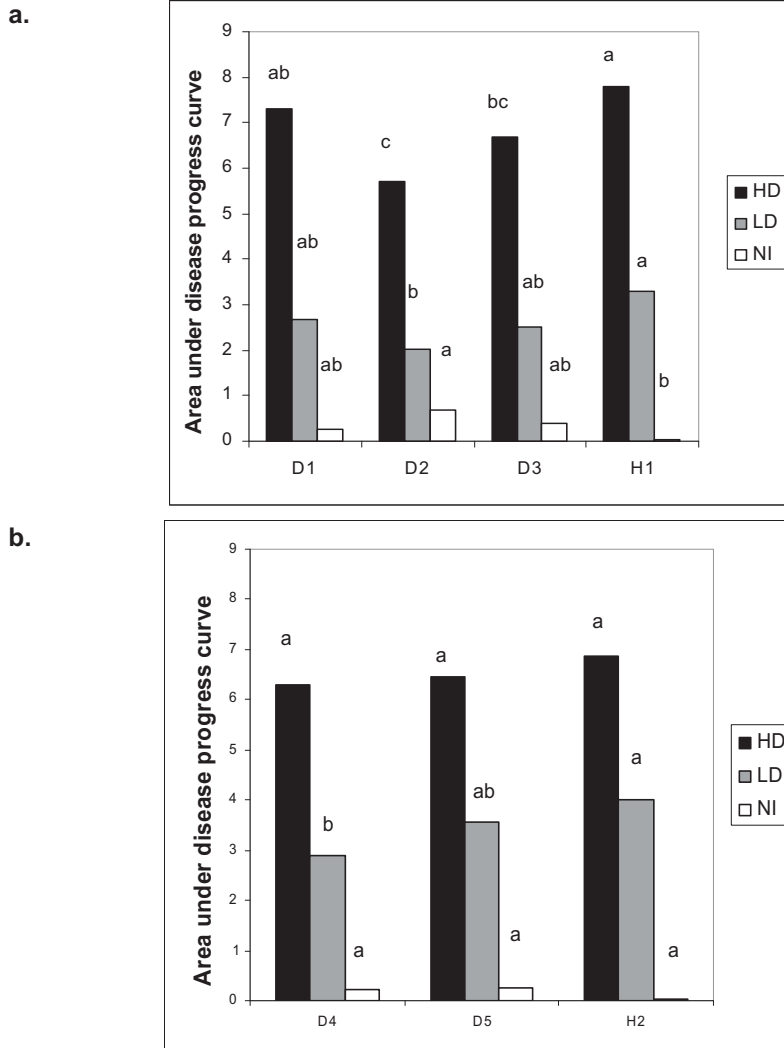 a.
Area under disease progress curve
9
8
7
6
5
4
3
2
1
0
ab
ab
ab
c
b
a
bc
ab
ab
a
a
b
D1 D2 D3 H1
HD
LD
NI
b.
Area under disease progress curve
9
8
7
6
5
4
3
2
1
0
a
b
a
a
ab
a
a
a
a
D4 D5 H2
HD
LD
NI